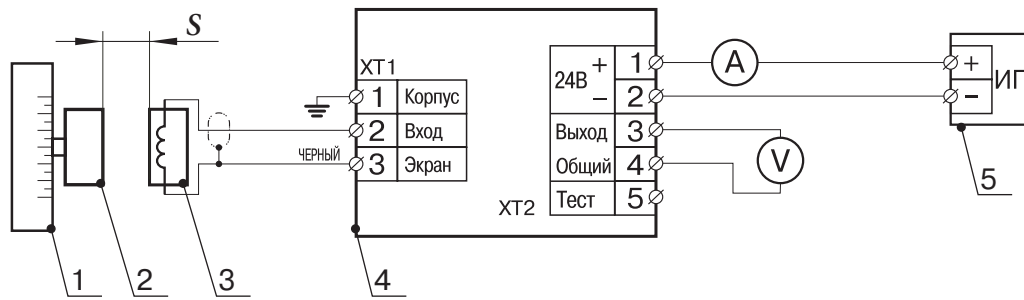 S
XT1
1 Корпус
2 Вход
ЧЕРНЫЙ
3 Экран
24В + 1
− 2
Выход 3
Общий 4
Тест 5
XT2
A
V
+
−
ИП
1
2
3
4
5